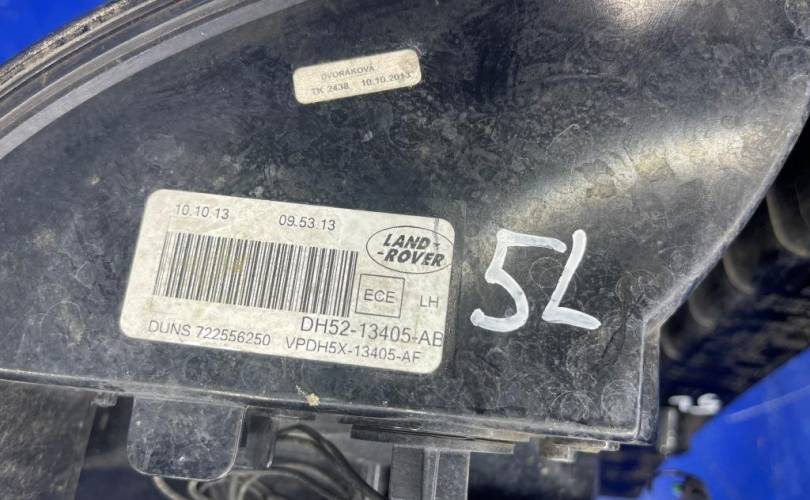 DVORAKOVA
TK 2438 10.10.2013
10.10.13 09.53.13
LAND-
-ROVER
ECE LH
DH52-13405-AB
DUNS 722556250 VPDH5X-13405-AF
5L